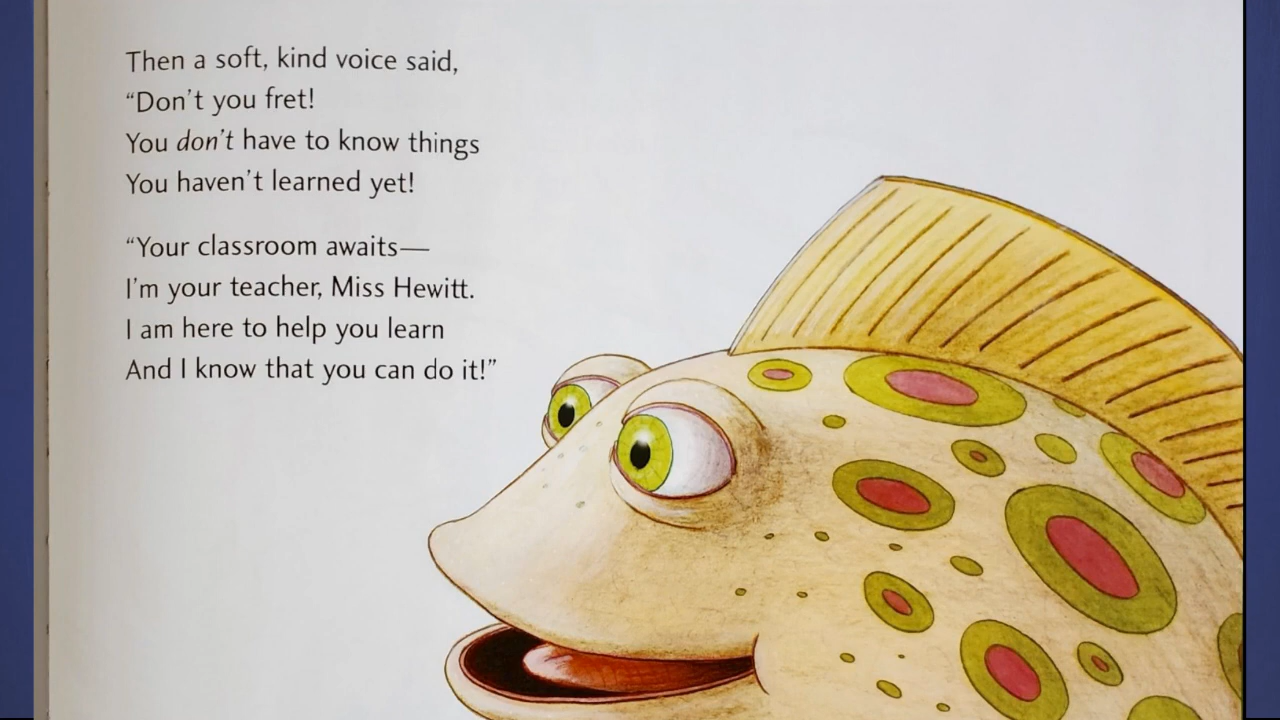 Then a soft, kind voice said,
“Don’t you fret!
You don’t have to know things
You haven’t learned yet!
“Your classroom awaits—
I’m your teacher, Miss Hewitt.
I am here to help you learn
And I know that you can do it!”